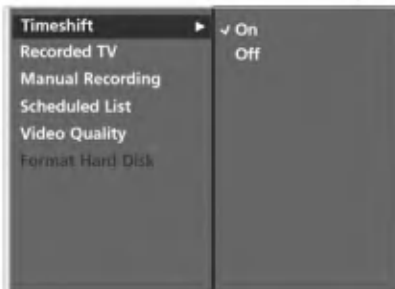 Timeshift
Recorded TV
Manual Recording
Scheduled List
Video Quality
Format Hard Disk
On
Off